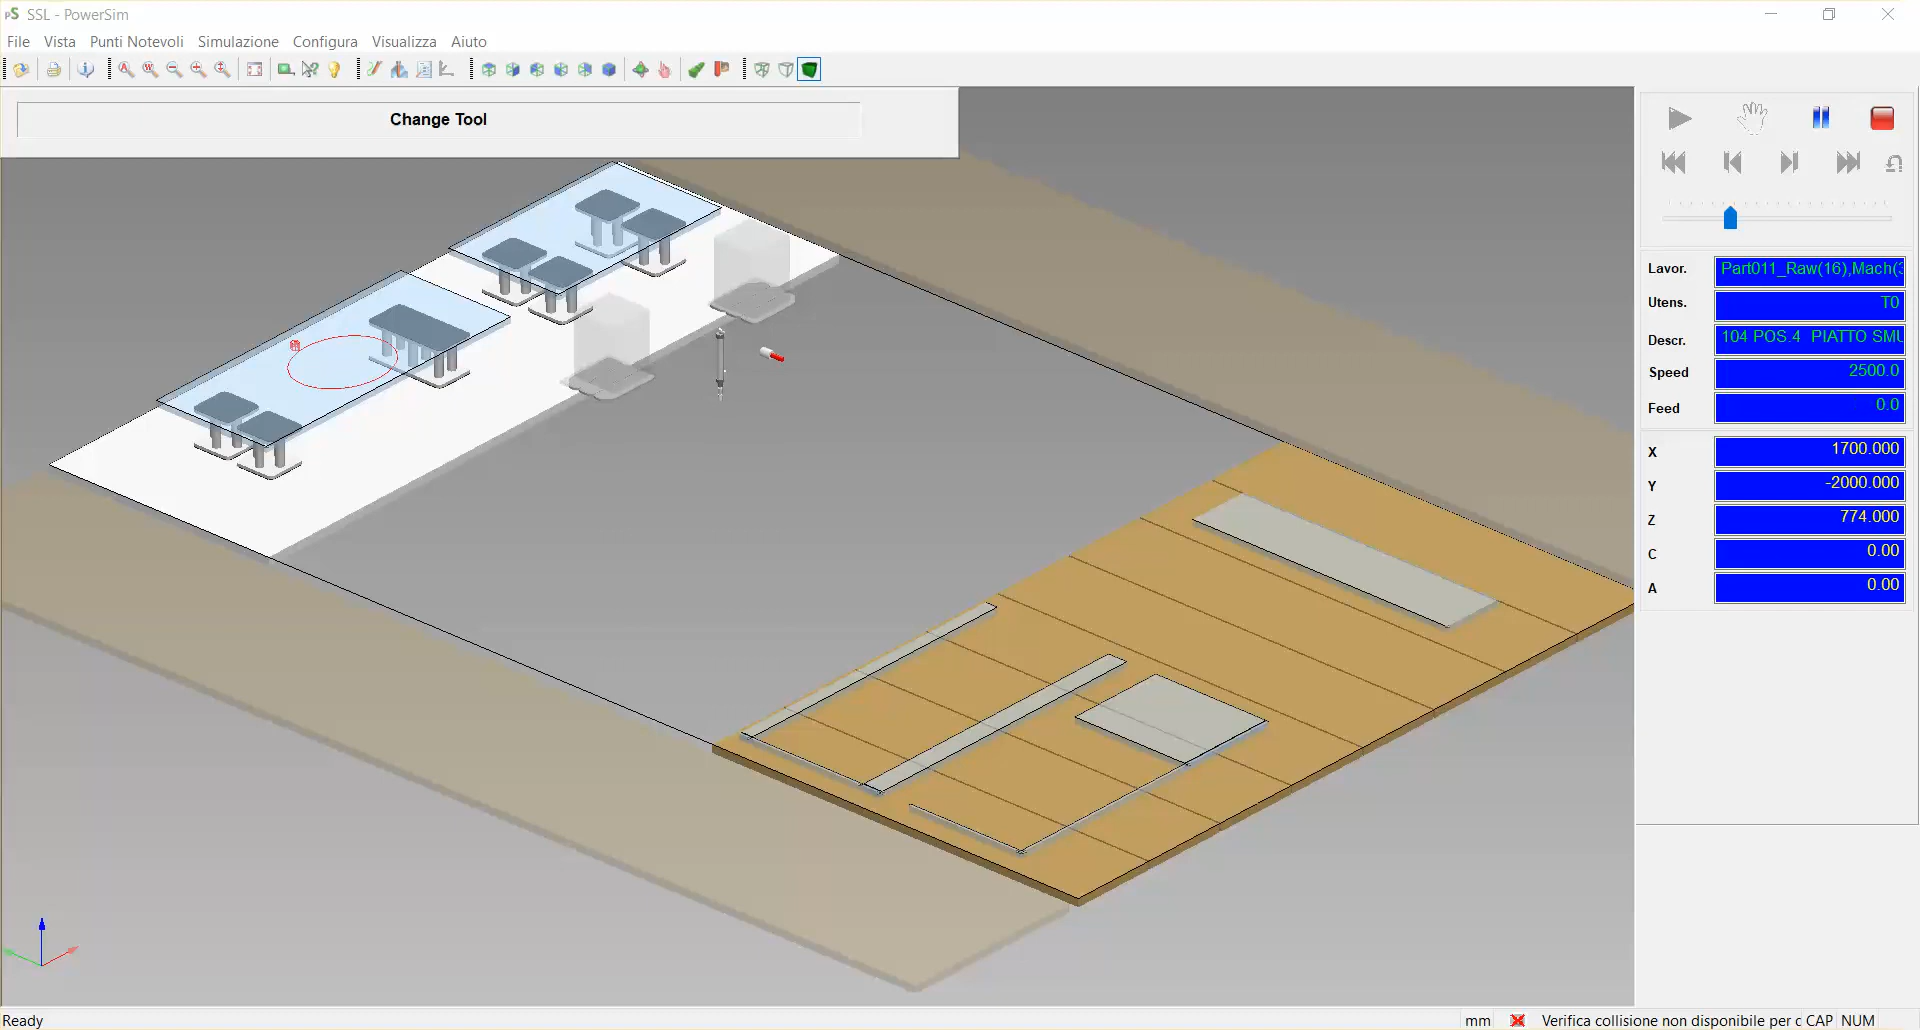 pS SSL - PowerSim
File Vista Punti Notevoli Simulazione Configura Visualizza Aiuto
Change Tool
Lavor. Part011_Raw(16),Mach(3
Utens. T0
Descr. 104 POS.4 PIATTO SMU
Speed 2500.0
Feed 0.0
X 1700.000
Y -2000.000
Z 774.000
C 0.00
A 0.00
Ready mm Verifica collisione non disponibile per c CAP NUM